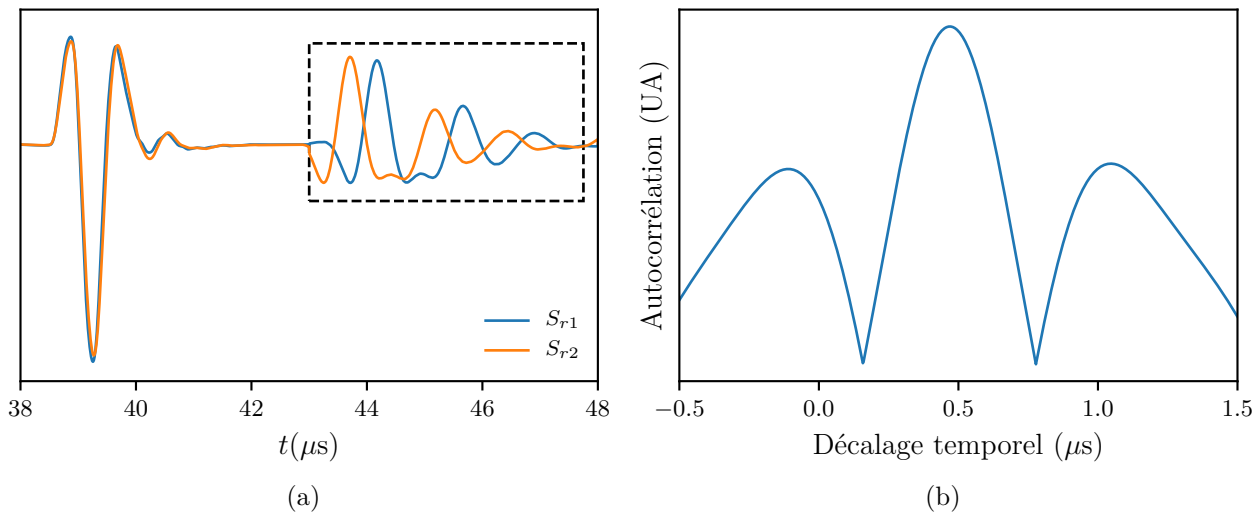 S_{r1}
S_{r2}
38 40 42 44 46 48
t(μs)
(a)
Autocorrélation (UA)
−0.5 0.0 0.5 1.0 1.5
Décalage temporel (μs)
(b)